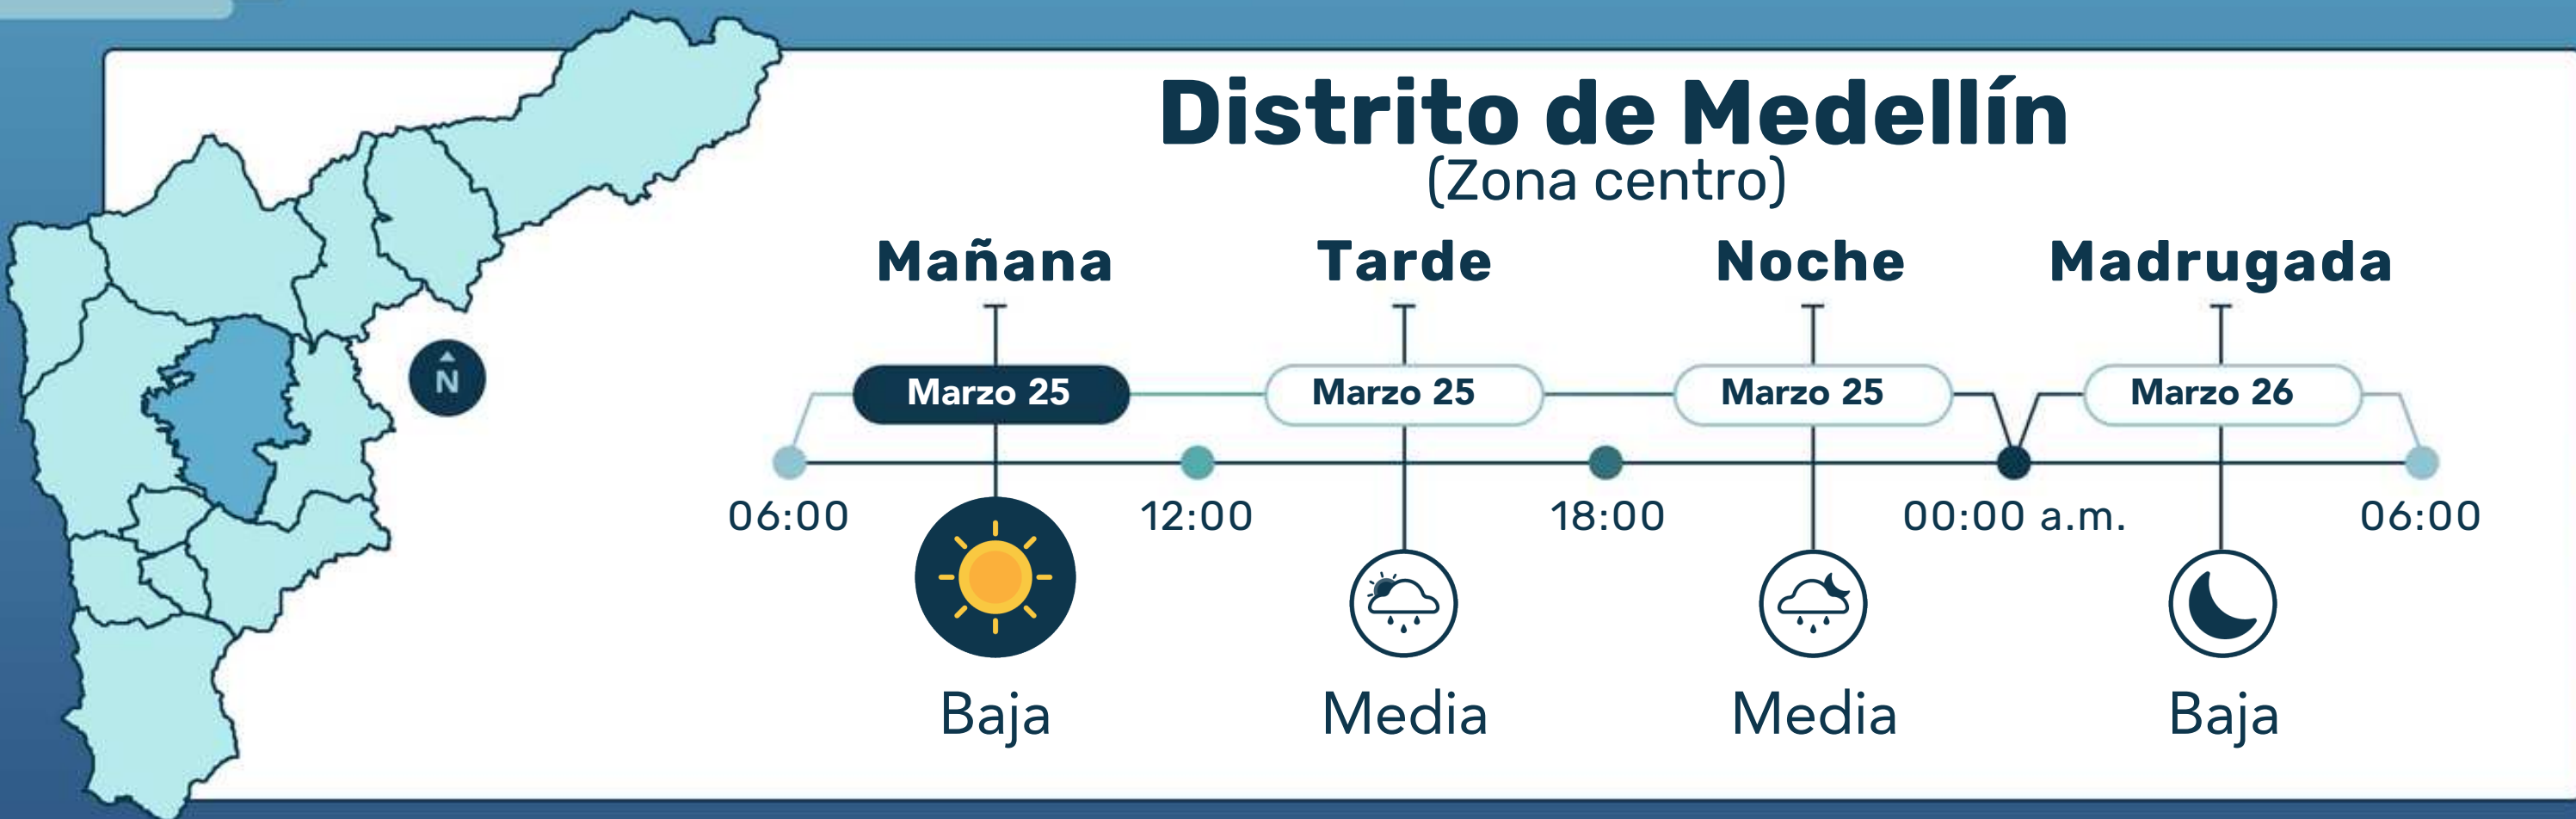 Distrito de Medellín
(Zona centro)
Mañana Tarde Noche Madrugada
Marzo 25 Marzo 25 Marzo 25 Marzo 26
N
06:00 12:00 18:00 00:00 a.m. 06:00
Baja Media Media Baja